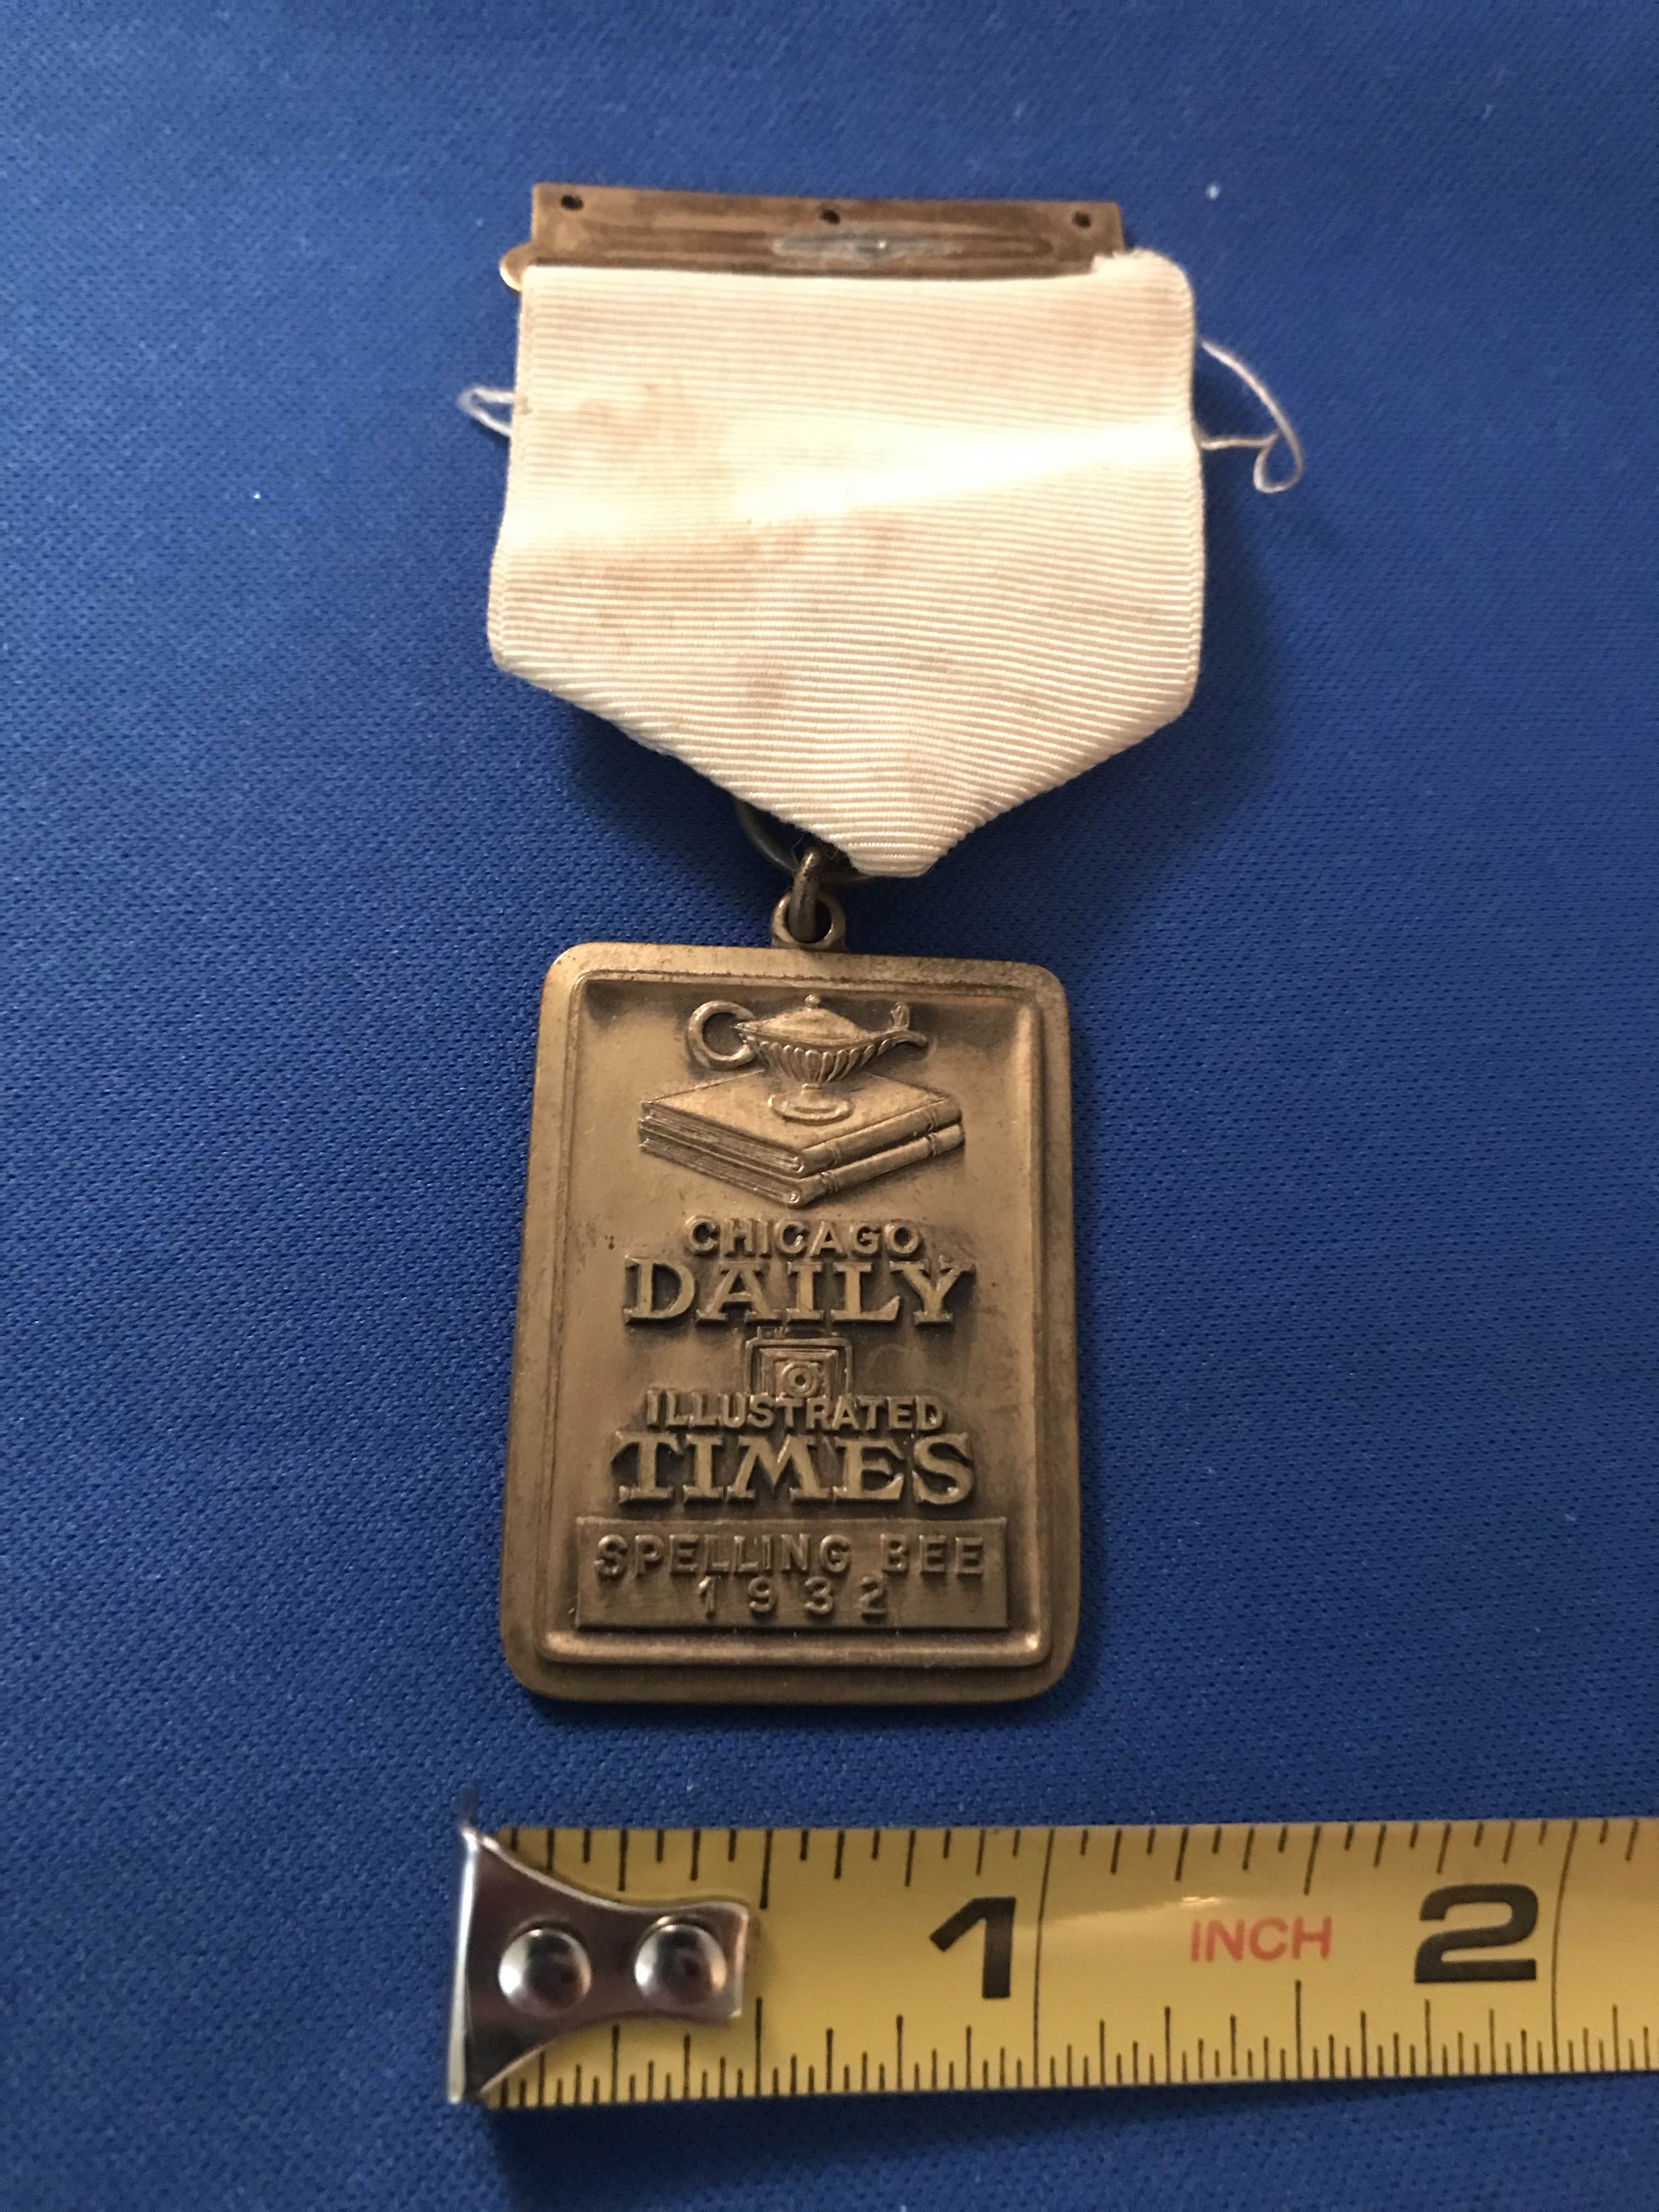 CHICAGO
DAILY
ILLUSTRATED
TIMES
SPELLING BEE
1932
1 INCH 2